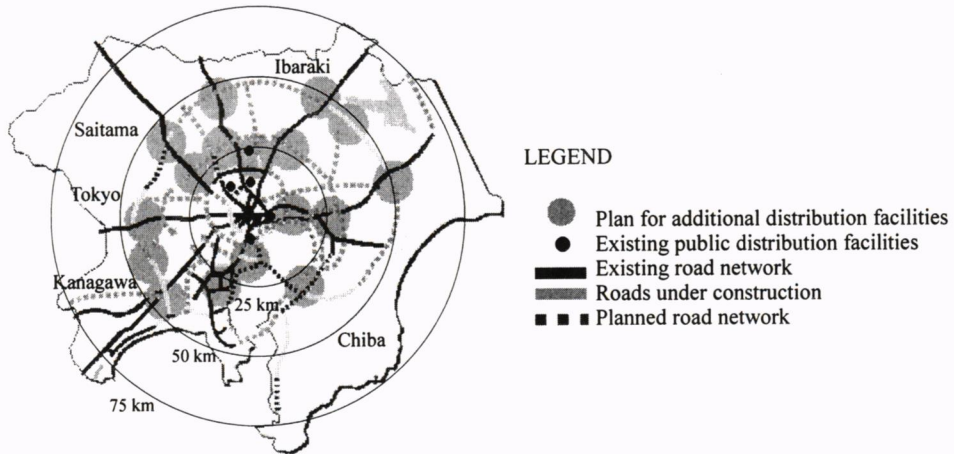 Ibaraki
Saitama
Tokyo
Kanagawa
25 km
50 km
Chiba
75 km
LEGEND
Plan for additional distribution facilities
Existing public distribution facilities
Existing road network
Roads under construction
Planned road network